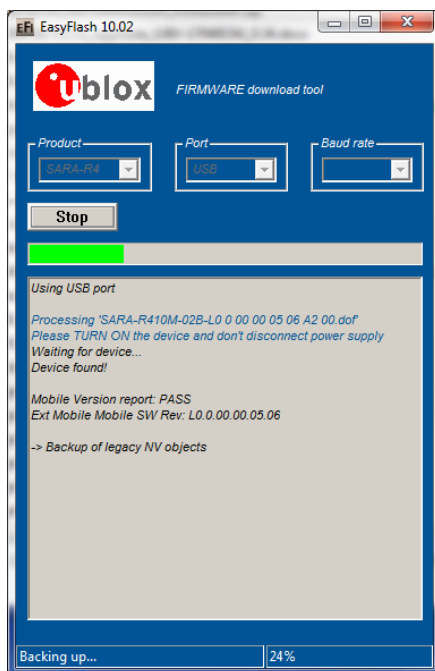 EFi EasyFlash 10.02
ublox
FIRMWARE download tool
Product
Port
Baud rate
SARA-R4
USB
Stop
Using USB port
Processing 'SARA-R410M-02B-L0 0 00 00 05 06 A2 00.dof'
Please TURN ON the device and don't disconnect power supply
Waiting for device...
Device found!
Mobile Version report: PASS
Ext Mobile Mobile SW Rev: L0.0.00.00.05.06
-> Backup of legacy NV objects
Backing up...
24%